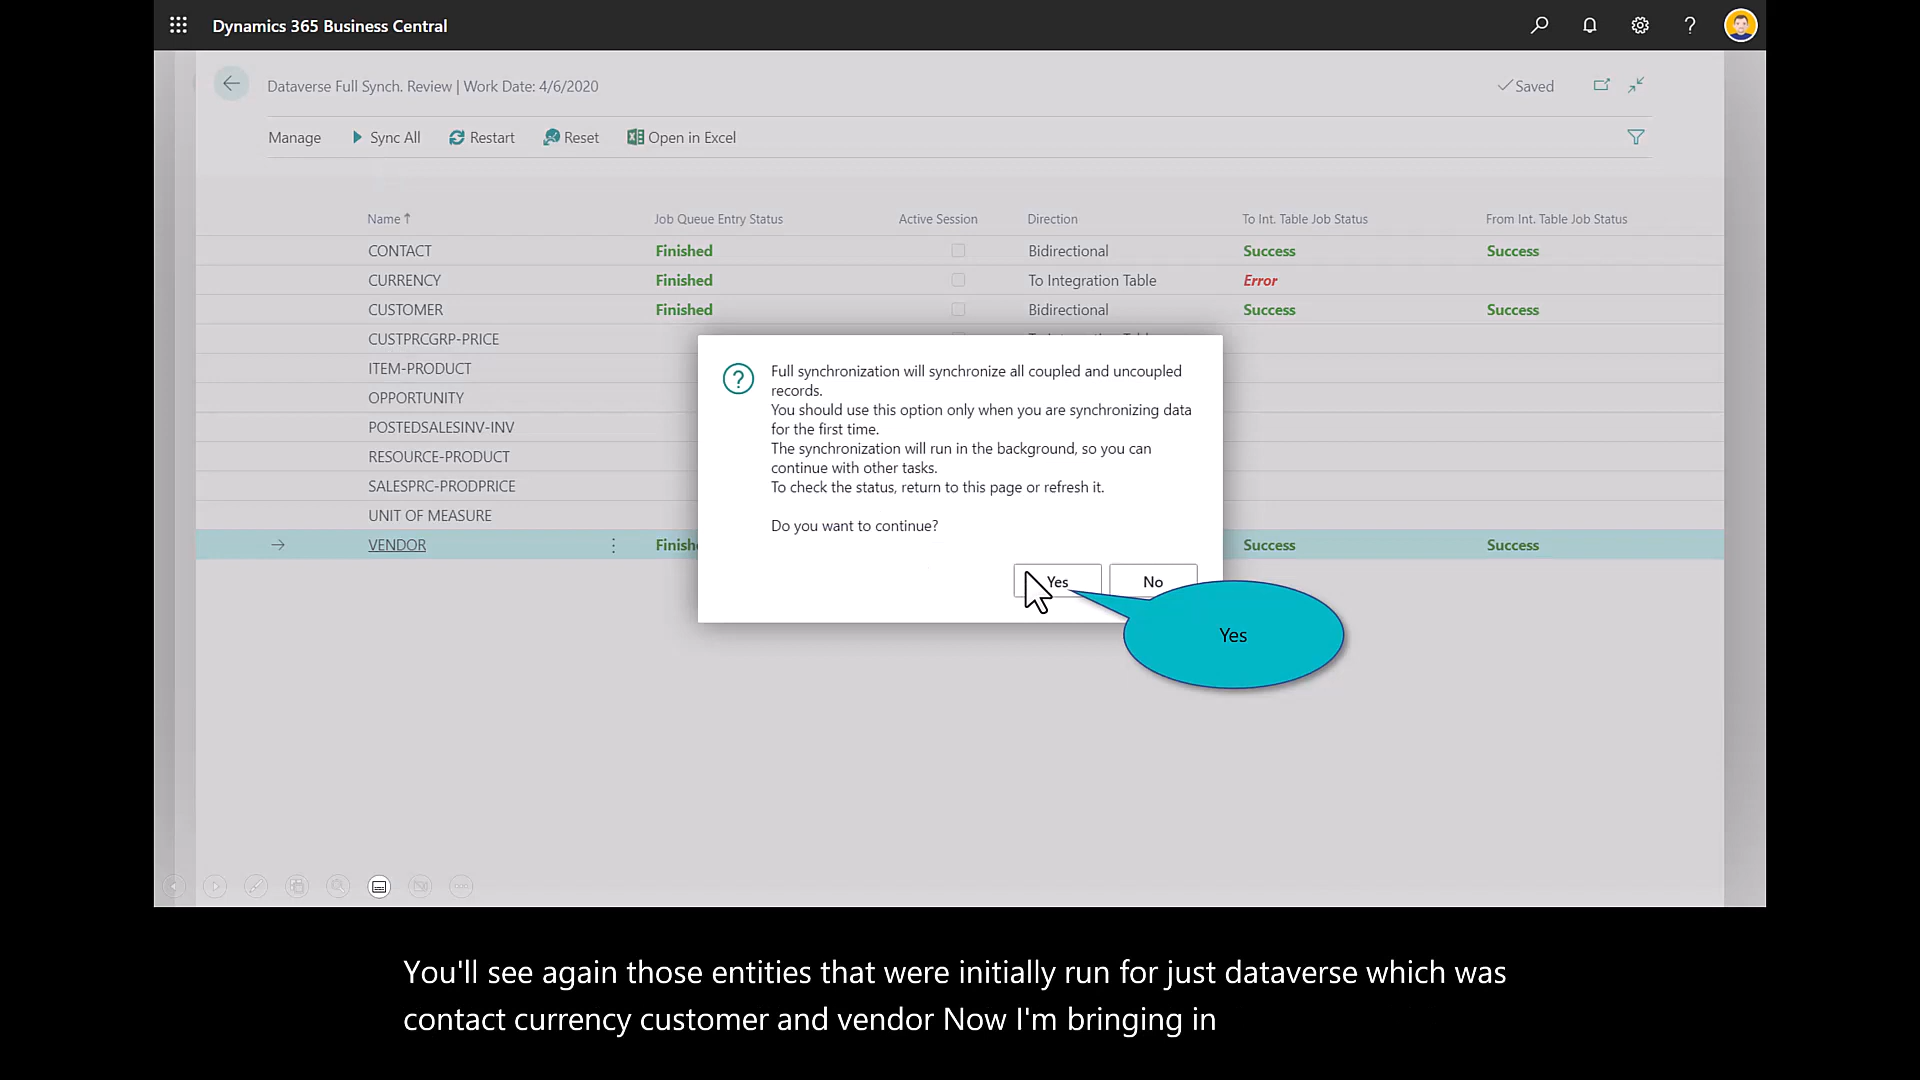 Dynamics 365 Business Central
?
Dataverse Full Synch. Review | Work Date: 4/6/2020
Saved
Manage Sync All Restart Reset Open in Excel
Name ↑ Job Queue Entry Status Active Session Direction To Int. Table Job Status From Int. Table Job Status
CONTACT Finished Bidirectional Success Success
CURRENCY Finished To Integration Table Error
CUSTOMER Finished Bidirectional Success Success
CUSTPRCGRP-PRICE
ITEM-PRODUCT
OPPORTUNITY
POSTEDSALESINV-INV
RESOURCE-PRODUCT
SALESPRC-PRODPRICE
UNIT OF MEASURE
VENDOR Success Success
?
Full synchronization will synchronize all coupled and uncoupled
records.
You should use this option only when you are synchronizing data
for the first time.
The synchronization will run in the background, so you can
continue with other tasks.
To check the status, return to this page or refresh it.
Do you want to continue?
Yes No
Yes
You'll see again those entities that were initially run for just dataverse which was
contact currency customer and vendor Now I'm bringing in